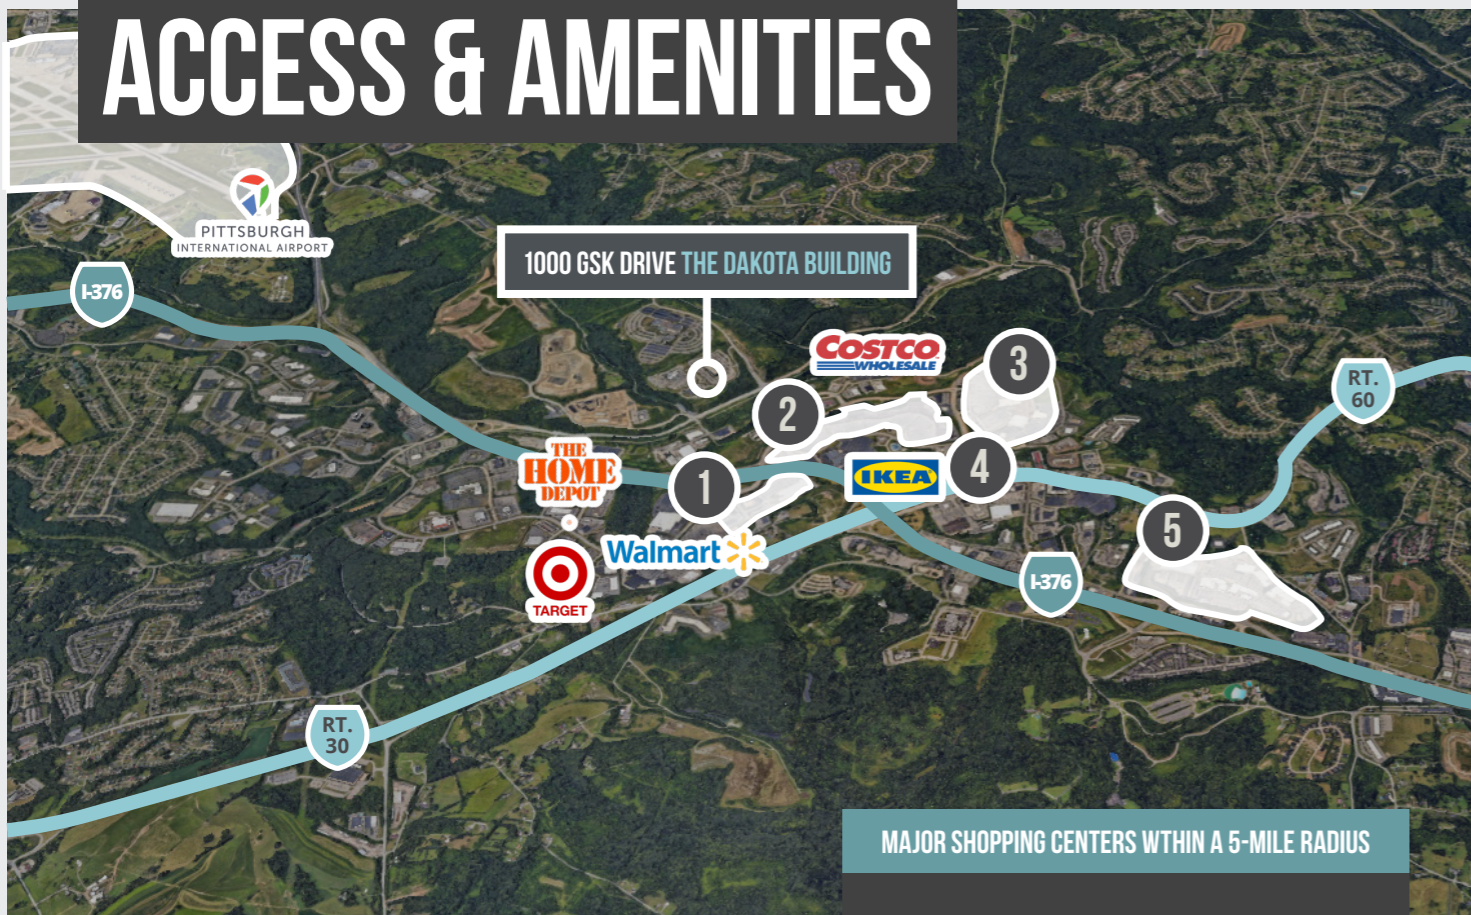 ACCESS & AMENITIES
PITTSBURGH
INTERNATIONAL AIRPORT
1000 GSK DRIVE THE DAKOTA BUILDING
I-376
COSTCO
WHOLESALE
3
RT.
60
2
THE
HOME
DEPOT
1
IKEA
4
5
Walmart
TARGET
I-376
RT.
30
MAJOR SHOPPING CENTERS WTHIN A 5-MILE RADIUS